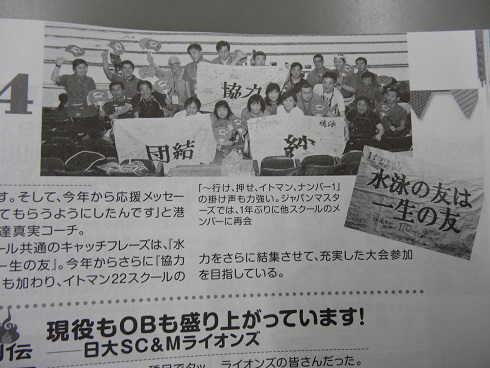 4
協力
団結
絆
「～行け、押せ、イトマン、ナンバー1」
の掛け声も力強い。ジャパンマスタ
ーズでは、1年ぶりに他スクールのメ
ンバーに再会
水泳の友は
一生の友
す。そして、今年から応援メッセー
てもらうようにしたんです」と港
達真実コーチ。
ール共通のキャッチフレーズは、『水
一生の友』。今年からさらに『協力
も加わり、イトマン22スクールの
力をさらに結集させて、充実した大会参加
を目指している。
現役もOBも盛り上がっています!
伝
――日大SC&Mライオンズ
ライオンズの皆さんだった。